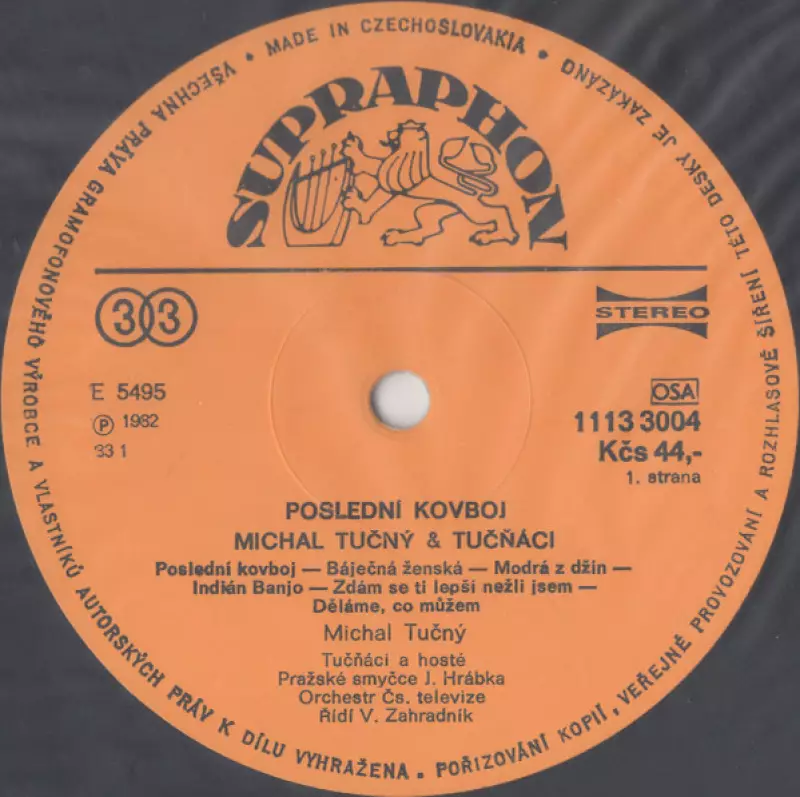 VŠECHNA PRÁVA GRAMOFONOVÉHO VÝROBCE A VLASTNÍKŮ AUTORSKÝCH PRÁV K DÍLU VYHRAŽENA. POŘIZOVÁNÍ KOPIÍ, VEŘEJNÉ PROVOZOVÁNÍ A ROZHLASOVÉ ŠÍŘENÍ TÉTO DESKY JE ZAKÁZÁNO • MADE IN CZECHOSLOVAKIA •
SUPRAPHON
33
STEREO
E 5495
Ⓟ 1982
33 1
OSA
1113 3004
Kčs 44,-
1. strana
POSLEDNÍ KOVBOJ
MICHAL TUČNÝ & TUČŇÁCI
Poslední kovboj — Báječná ženská — Modrá z džin —
Indián Banjo — Zdám se ti lepší nežli jsem —
Děláme, co můžem
Michal Tučný
Tučňáci a hosté
Pražské smyčce J. Hrábka
Orchestr Čs. televize
Řídí V. Zahradník